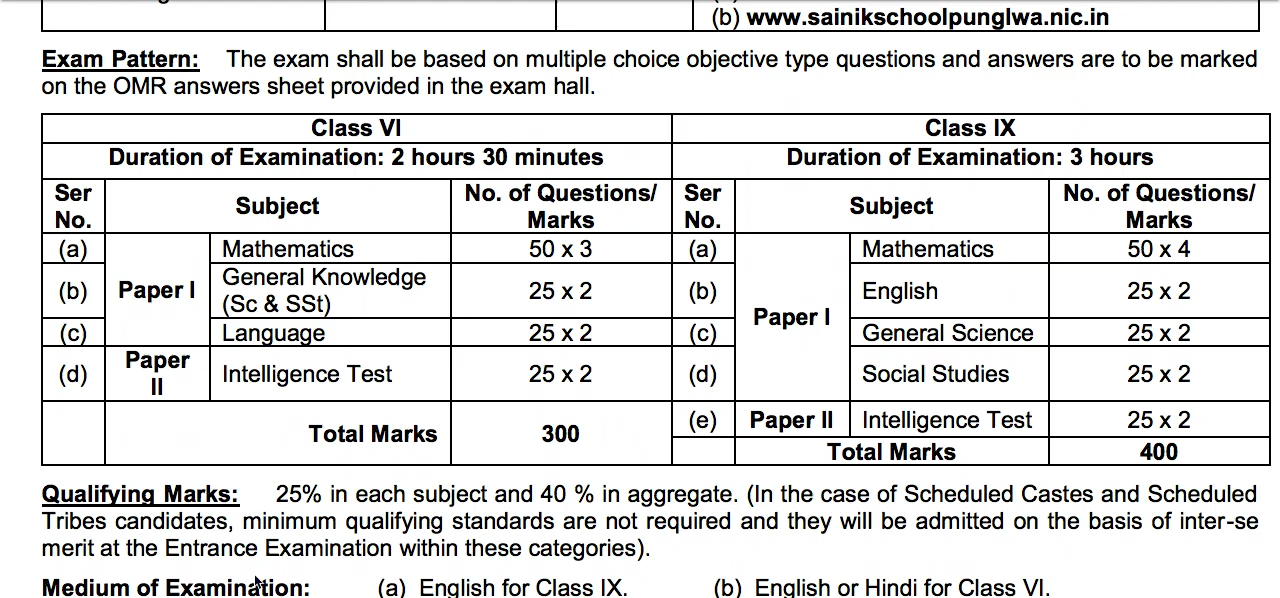 (b) www.sainikschoolpunglwa.nic.in
Exam Pattern: The exam shall be based on multiple choice objective type questions and answers are to be marked
on the OMR answers sheet provided in the exam hall.
Class VI Class IX
Duration of Examination: 2 hours 30 minutes Duration of Examination: 3 hours
Ser No. Subject No. of Questions/ Marks Ser No. Subject No. of Questions/ Marks
(a) Paper I Mathematics 50 x 3 (a) Paper I Mathematics 50 x 4
(b) General Knowledge (Sc & SSt) 25 x 2 (b) English 25 x 2
(c) Language 25 x 2 (c) General Science 25 x 2
(d) Paper II Intelligence Test 25 x 2 (d) Social Studies 25 x 2
Total Marks 300 (e) Paper II Intelligence Test 25 x 2
Total Marks 400
Qualifying Marks: 25% in each subject and 40 % in aggregate. (In the case of Scheduled Castes and Scheduled
Tribes candidates, minimum qualifying standards are not required and they will be admitted on the basis of inter-se
merit at the Entrance Examination within these categories).
Medium of Examination: (a) English for Class IX. (b) English or Hindi for Class VI.